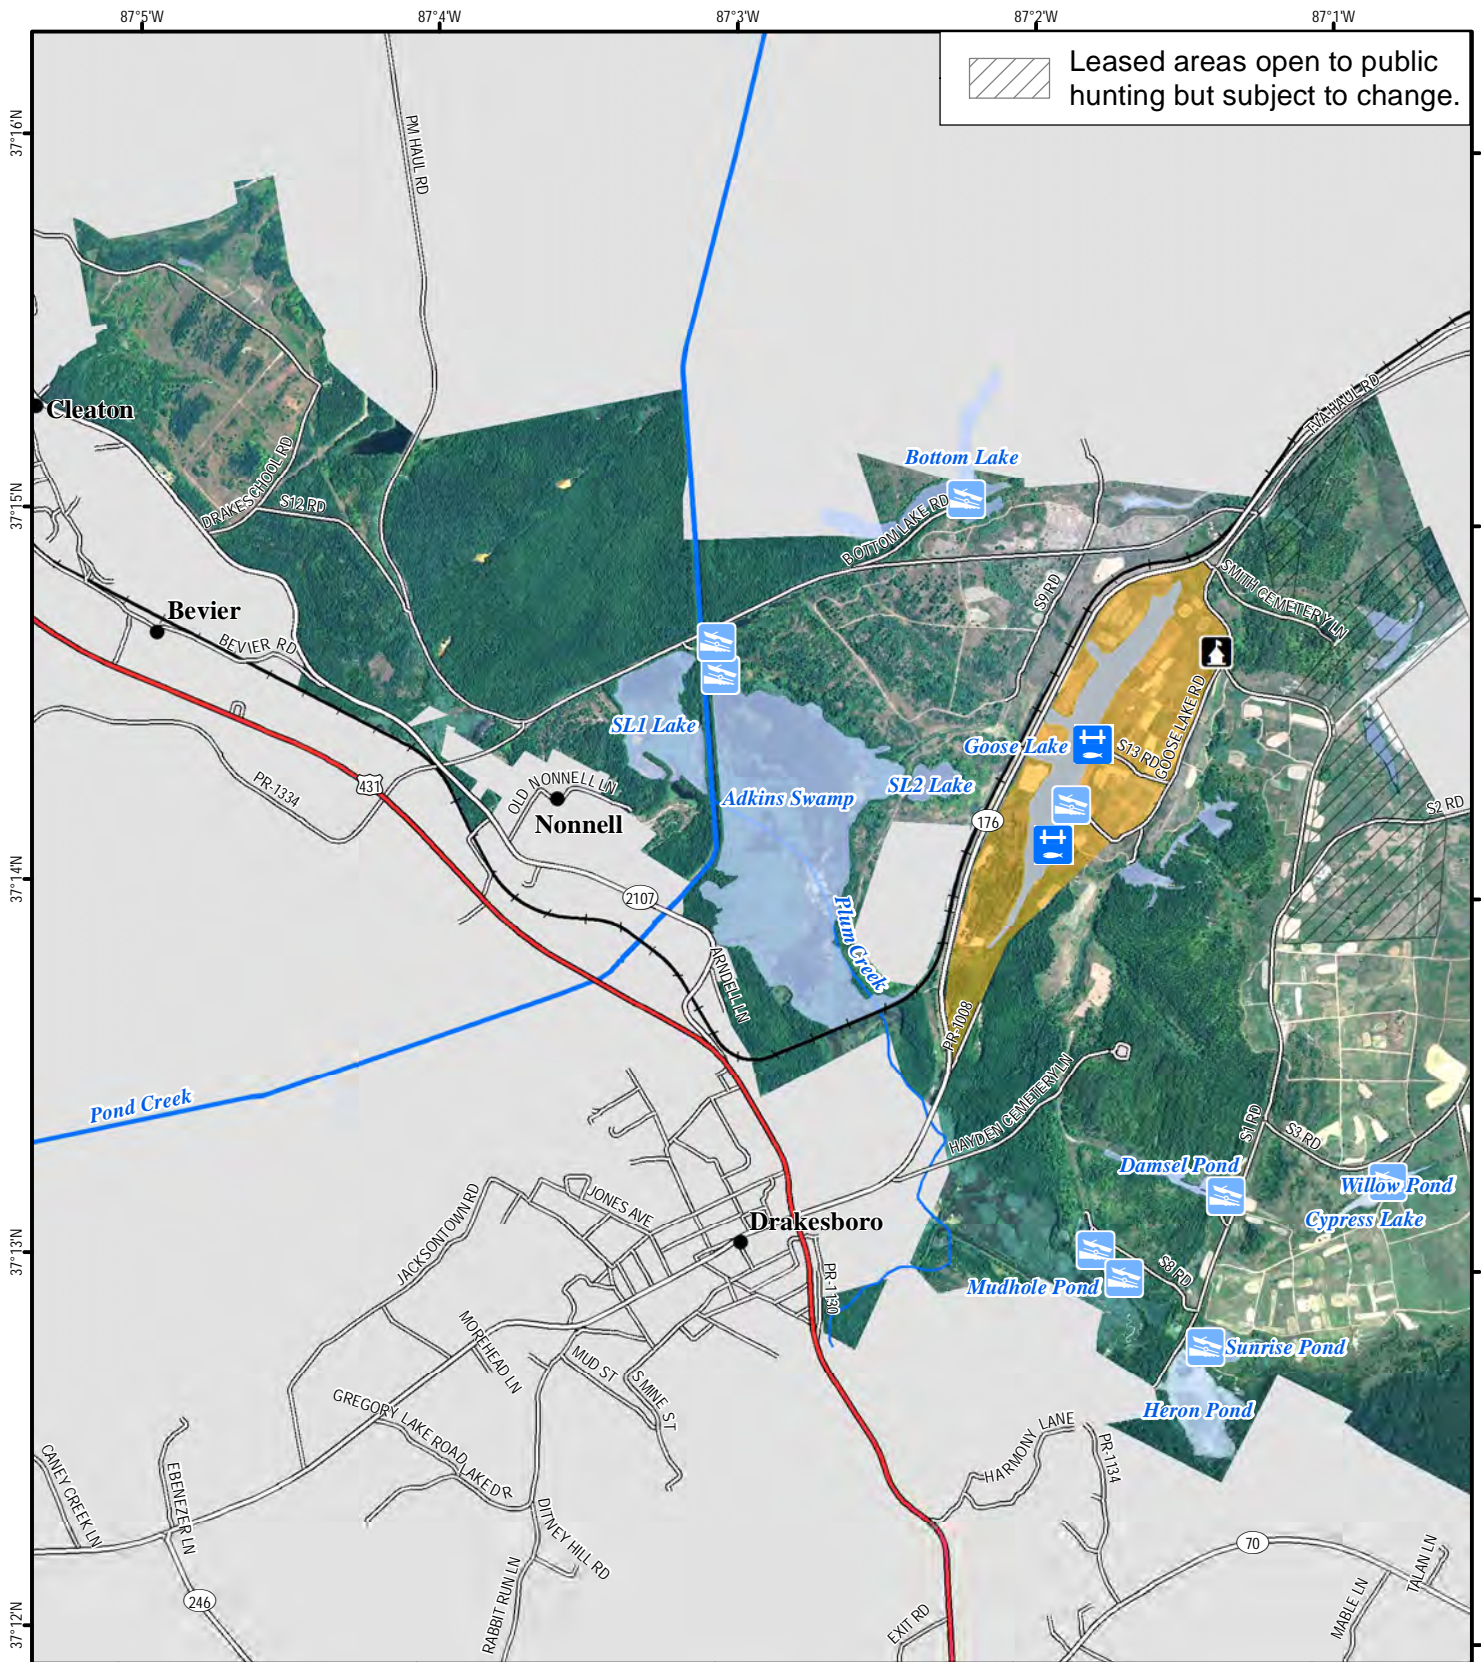 87°5'W
87°4'W
87°3'W
87°2'W
87°1'W
Leased areas open to public
hunting but subject to change.
37°16'N
37°15'N
37°14'N
37°13'N
37°12'N
PM HAUL RD
TVA HAUL RD
Cleaton
DRAKE SCHOOL RD
S12 RD
Bottom Lake
BOTTOM LAKE RD
S9 RD
SMITH CEMETERY LN
Bevier
BEVIER RD
SL1 Lake
Goose Lake
S13 RD
GOOSE LAKE RD
PR-1334
431
OLD NONNELL LN
Nonnell
Adkins Swamp
SL2 Lake
176
S2 RD
2107
Plum Creek
ARNDELL LN
PR-1008
Pond Creek
HAYDEN CEMETERY LN
S1 RD
S3 RD
Damsel Pond
Willow Pond
Cypress Lake
JACKSONTOWN RD
JONES AVE
Drakesboro
PR-1130
S8 RD
Mudhole Pond
MOREHEAD LN
MUD ST
S MINE ST
Sunrise Pond
Heron Pond
GREGORY LAKE ROAD
LAKE DR
HARMONY LANE
PR-1134
CANEY CREEK LN
EBENEZER LN
DITNEY HILL RD
RABBIT RUN LN
246
EXIT RD
70
MABLE LN
TALAN LN